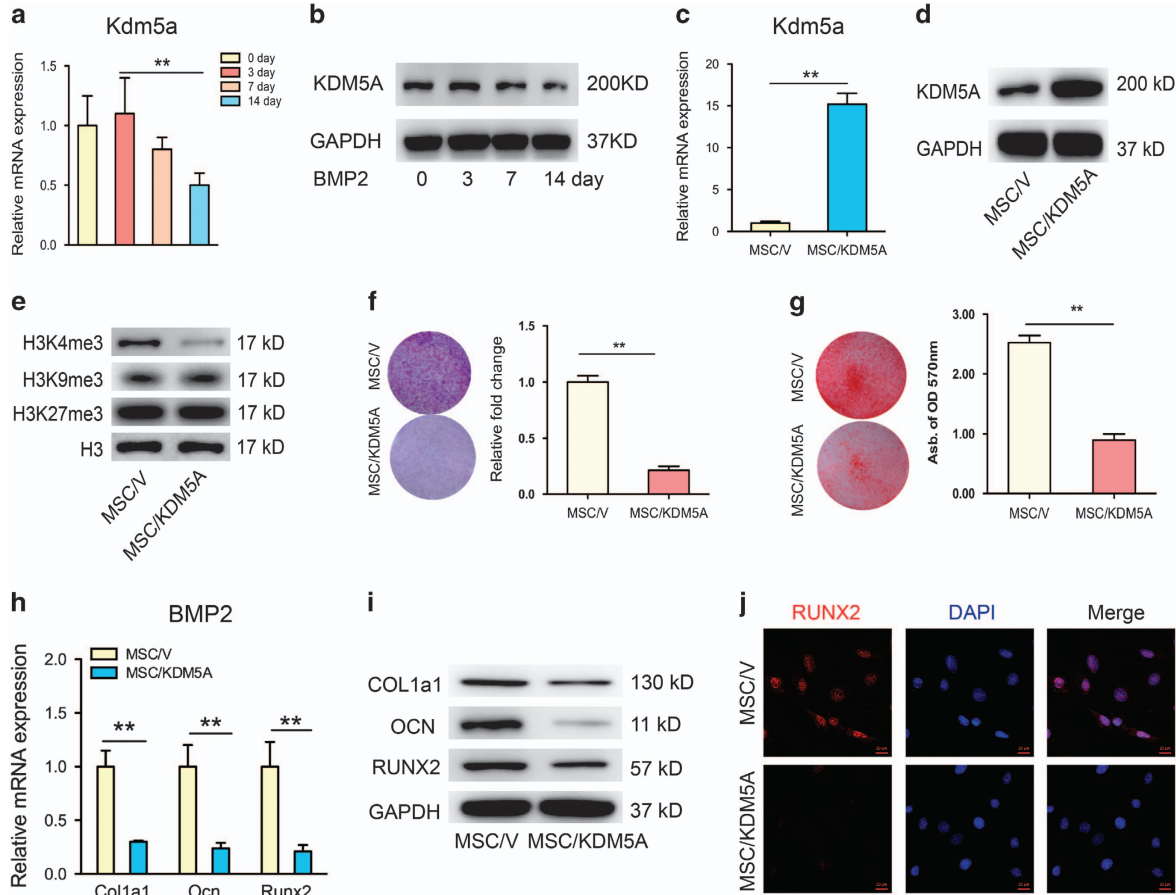 a
Kdm5a
Relative mRNA expression
1.5
1.0
0.5
0.0
**
0 day
3 day
7 day
14 day
b
KDM5A 200KD
GAPDH 37KD
BMP2 0 3 7 14 day
c
Kdm5a
Relative mRNA expression
20
15
10
5
0
**
MSC/V MSC/KDM5A
d
KDM5A 200 kD
GAPDH 37 kD
MSC/V
MSC/KDM5A
e
H3K4me3 17 kD
H3K9me3 17 kD
H3K27me3 17 kD
H3 17 kD
MSC/V
MSC/KDM5A
f
MSC/V
MSC/KDM5A
Relative fold change
1.5
1.0
0.5
0.0
**
MSC/V MSC/KDM5A
g
MSC/V
MSC/KDM5A
Asb. of OD 570nm
3.00
2.00
1.00
0.00
**
MSC/V MSC/KDM5A
h
BMP2
Relative mRNA expression
2.0
1.5
1.0
0.5
0
MSC/V
MSC/KDM5A
** ** **
Col1a1 Ocn Runx2
i
COL1a1 130 kD
OCN 11 kD
RUNX2 57 kD
GAPDH 37 kD
MSC/V MSC/KDM5A
j
RUNX2 DAPI Merge
MSC/V
MSC/KDM5A